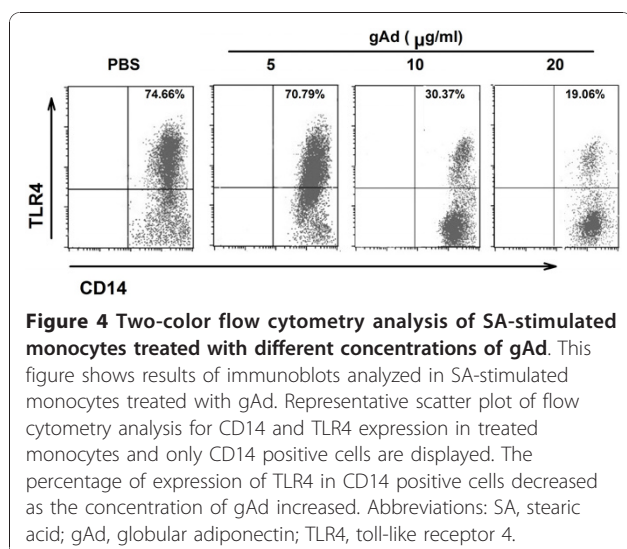 gAd ( μg/ml)
PBS 5 10 20
74.66% 70.79% 30.37% 19.06%
TLR4
CD14
Figure 4 Two-color flow cytometry analysis of SA-stimulated
monocytes treated with different concentrations of gAd. This
figure shows results of immunoblots analyzed in SA-stimulated
monocytes treated with gAd. Representative scatter plot of flow
cytometry analysis for CD14 and TLR4 expression in treated
monocytes and only CD14 positive cells are displayed. The
percentage of expression of TLR4 in CD14 positive cells decreased
as the concentration of gAd increased. Abbreviations: SA, stearic
acid; gAd, globular adiponectin; TLR4, toll-like receptor 4.